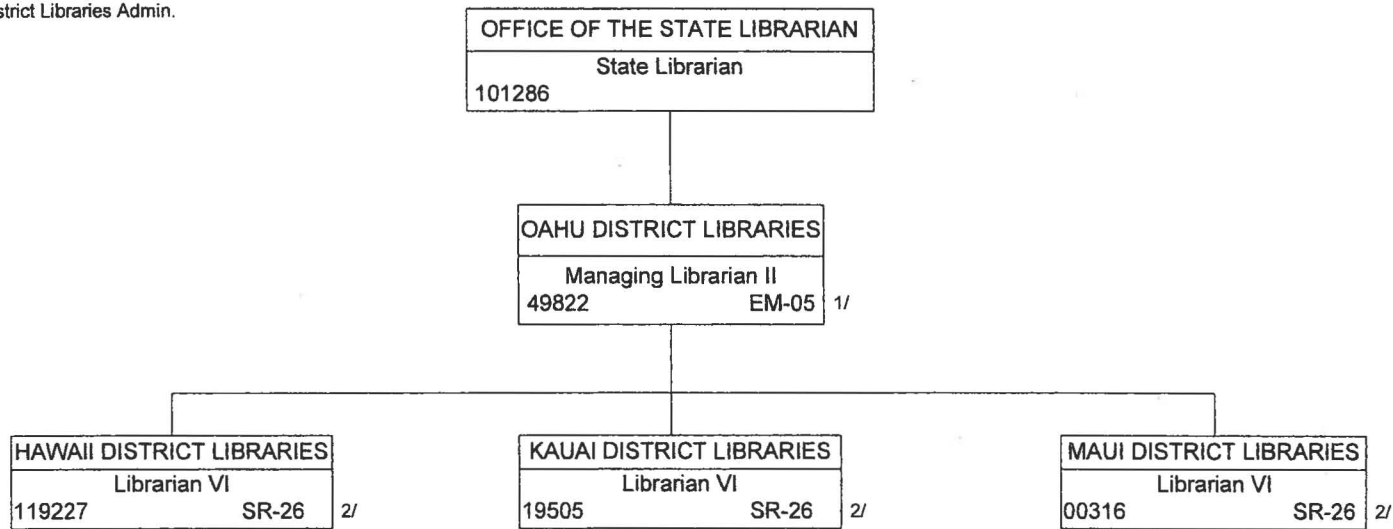 strict Libraries Admin.
OFFICE OF THE STATE LIBRARIAN
State Librarian
101286
OAHU DISTRICT LIBRARIES
Managing Librarian II
49822 EM-05 1/
HAWAII DISTRICT LIBRARIES
Librarian VI
119227 SR-26 2/
KAUAI DISTRICT LIBRARIES
Librarian VI
19505 SR-26 2/
MAUI DISTRICT LIBRARIES
Librarian VI
00316 SR-26 2/